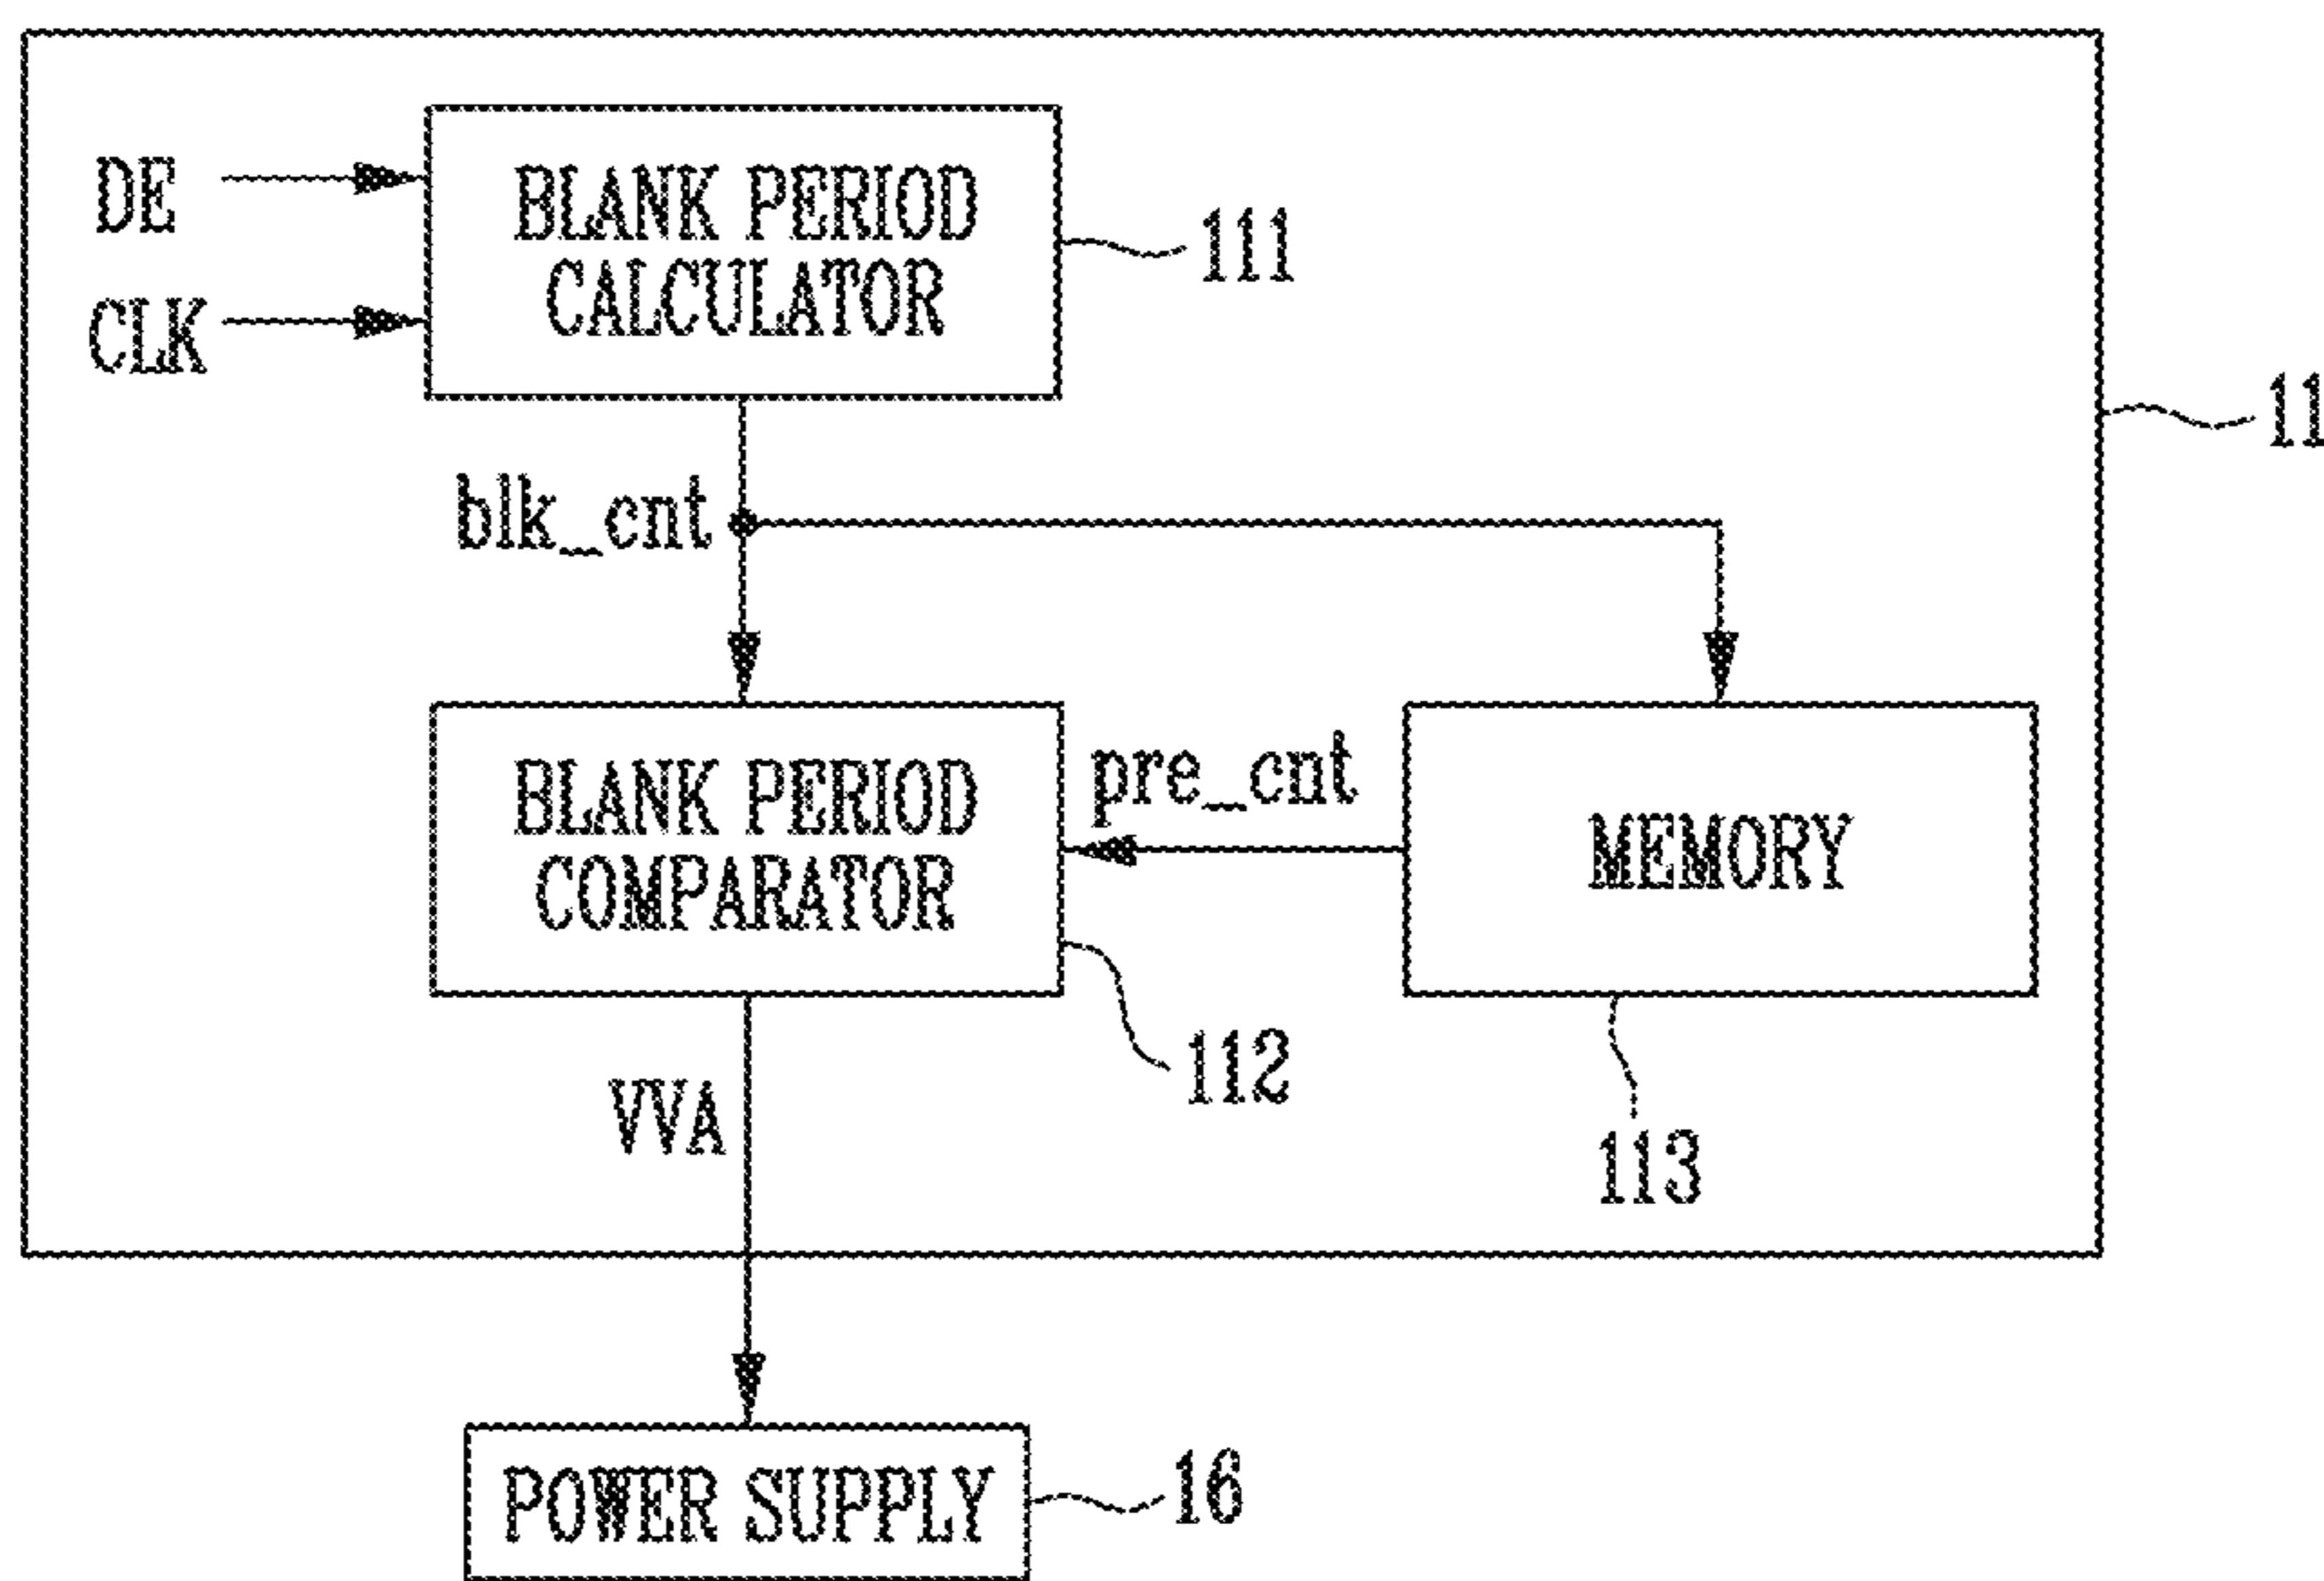 DE
CLK
BLANK PERIOD
CALCULATOR
111
11
blk_cnt
BLANK PERIOD
COMPARATOR
pre_cnt
MEMORY
112
VVA
113
POWER SUPPLY
16